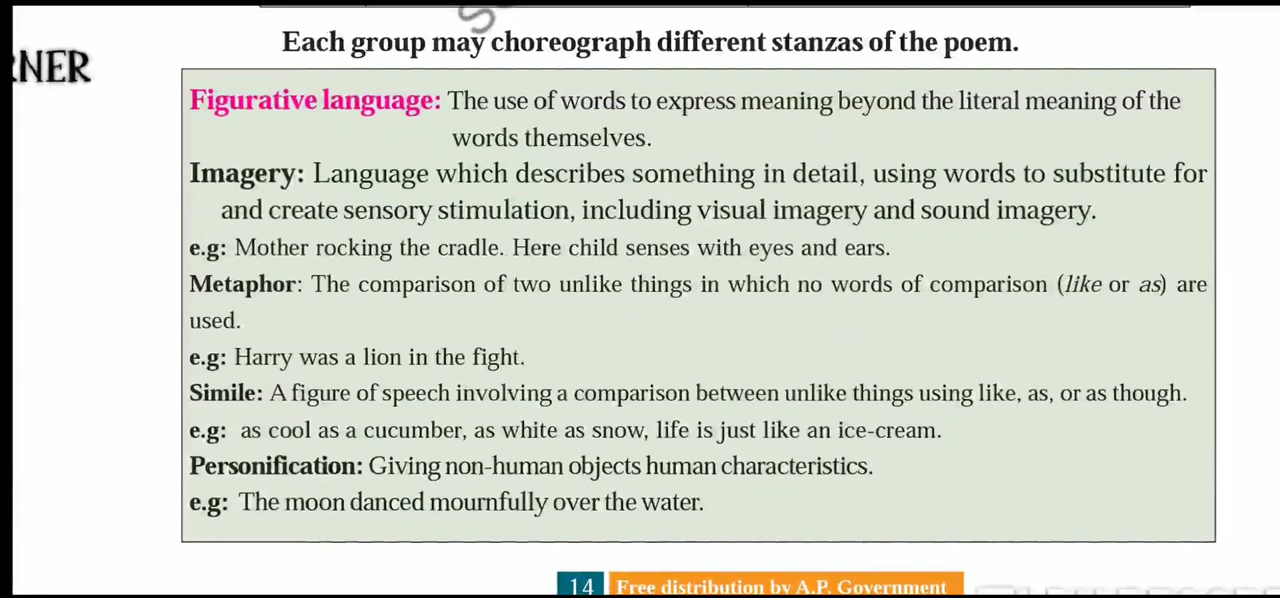 Each group may choreograph different stanzas of the poem.
RNER
Figurative language: The use of words to express meaning beyond the literal meaning of the
words themselves.
Imagery: Language which describes something in detail, using words to substitute for
and create sensory stimulation, including visual imagery and sound imagery.
e.g: Mother rocking the cradle. Here child senses with eyes and ears.
Metaphor: The comparison of two unlike things in which no words of comparison (like or as) are
used.
e.g: Harry was a lion in the fight.
Simile: A figure of speech involving a comparison between unlike things using like, as, or as though.
e.g: as cool as a cucumber, as white as snow, life is just like an ice-cream.
Personification: Giving non-human objects human characteristics.
e.g: The moon danced mournfully over the water.
14 Free distribution by A.P. Government